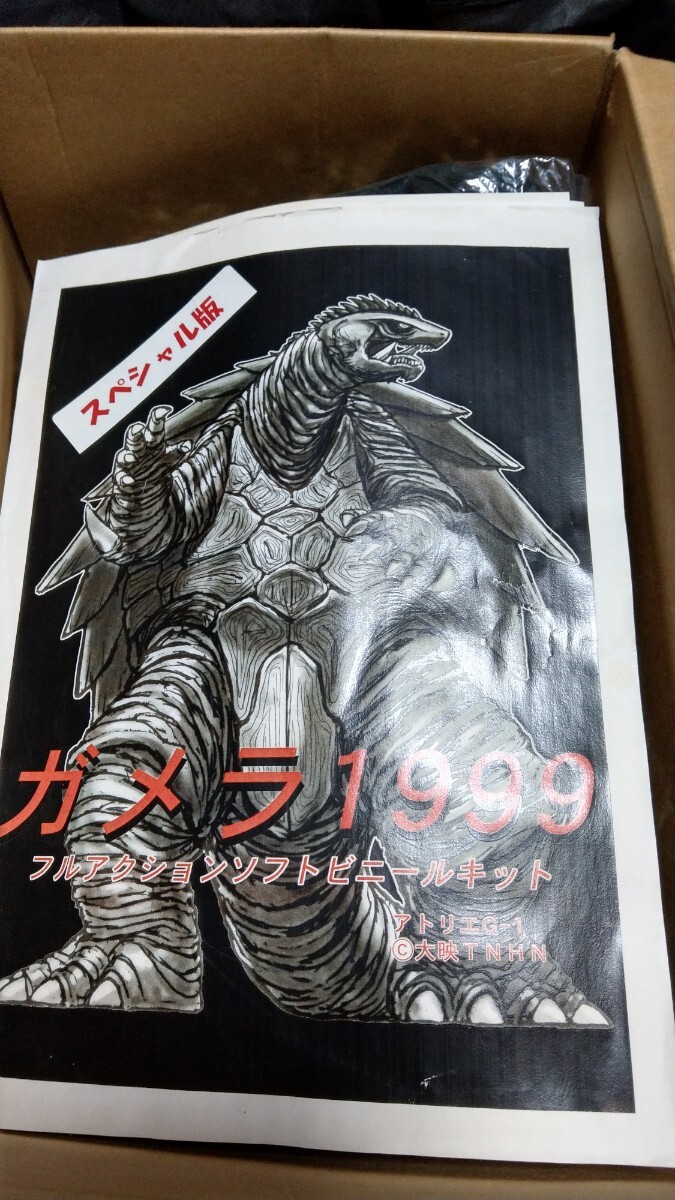 スペシャル版
ガメラ1999
フルアクションソフトビニールキット
アトリエG-1
©大映TNHN